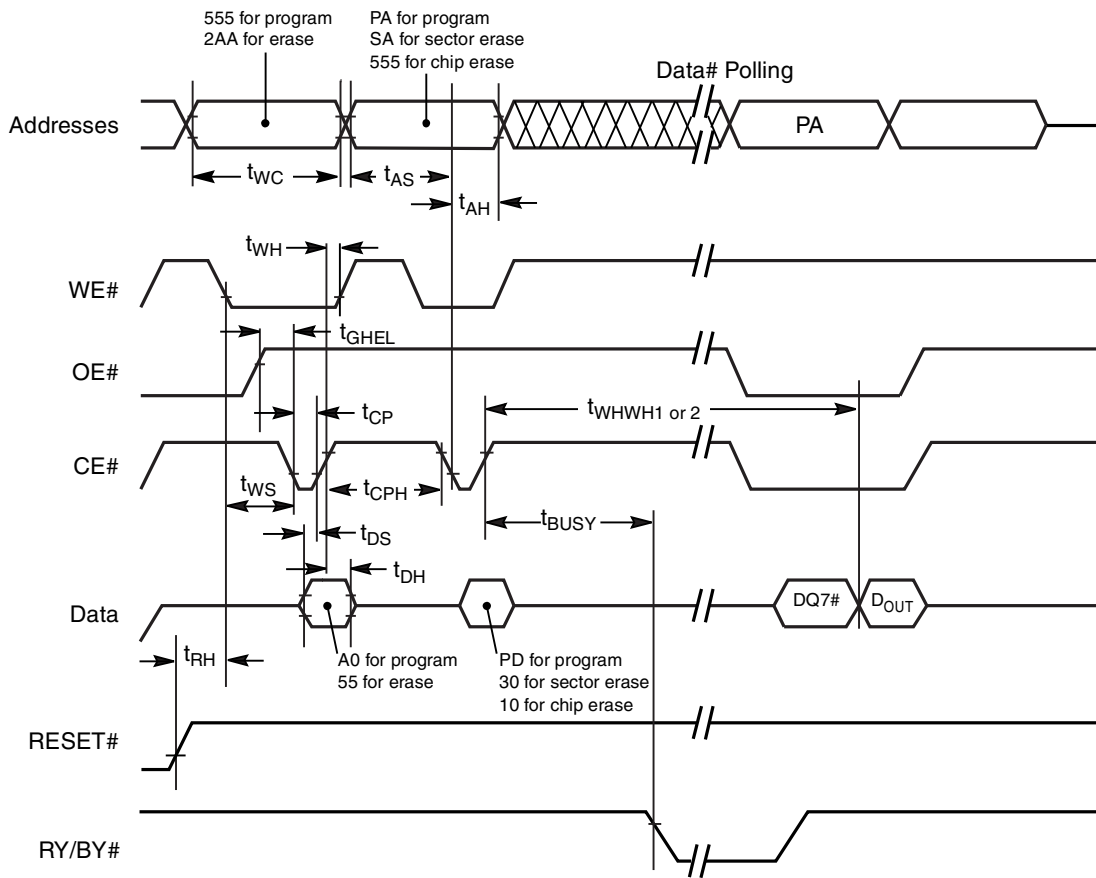 555 for program
2AA for erase
PA for program
SA for sector erase
555 for chip erase
Data# Polling
Addresses
PA
tWC
tAS
tAH
tWH
WE#
tGHEL
OE#
tWHWH1 or 2
tCP
CE#
tWS
tCPH
tBUSY
tDS
tDH
Data
DQ7#
DOUT
tRH
A0 for program
55 for erase
PD for program
30 for sector erase
10 for chip erase
RESET#
RY/BY#